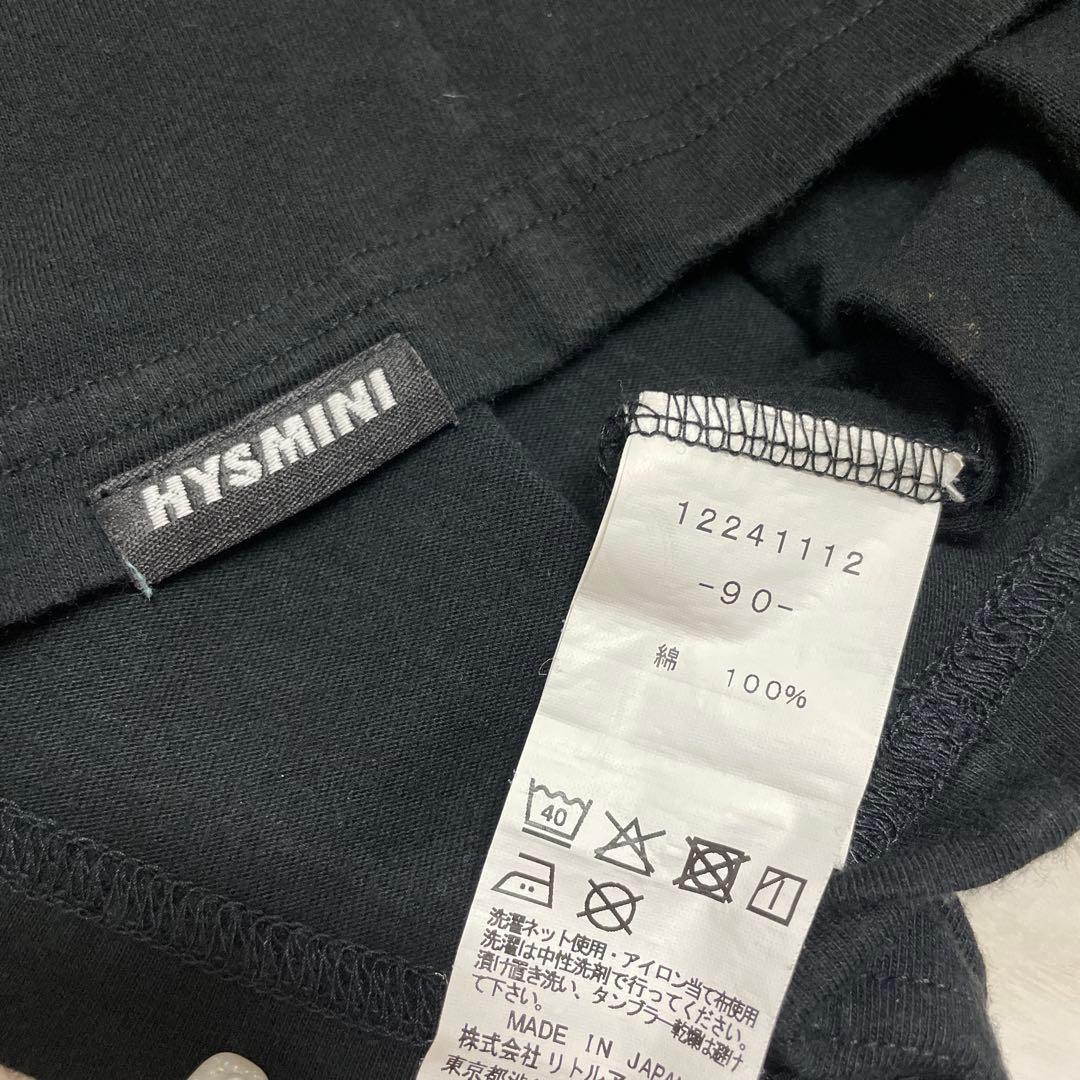 HYSMINI
12241112
-90-
綿 100%
40
洗濯ネット使用・アイロン当て布使用
洗濯は中性洗剤で行ってください。
漬け置き洗い、タンブラー乾燥は避け
て下さい。
MADE IN JAPAN
株式会社リトルア
東京都渋